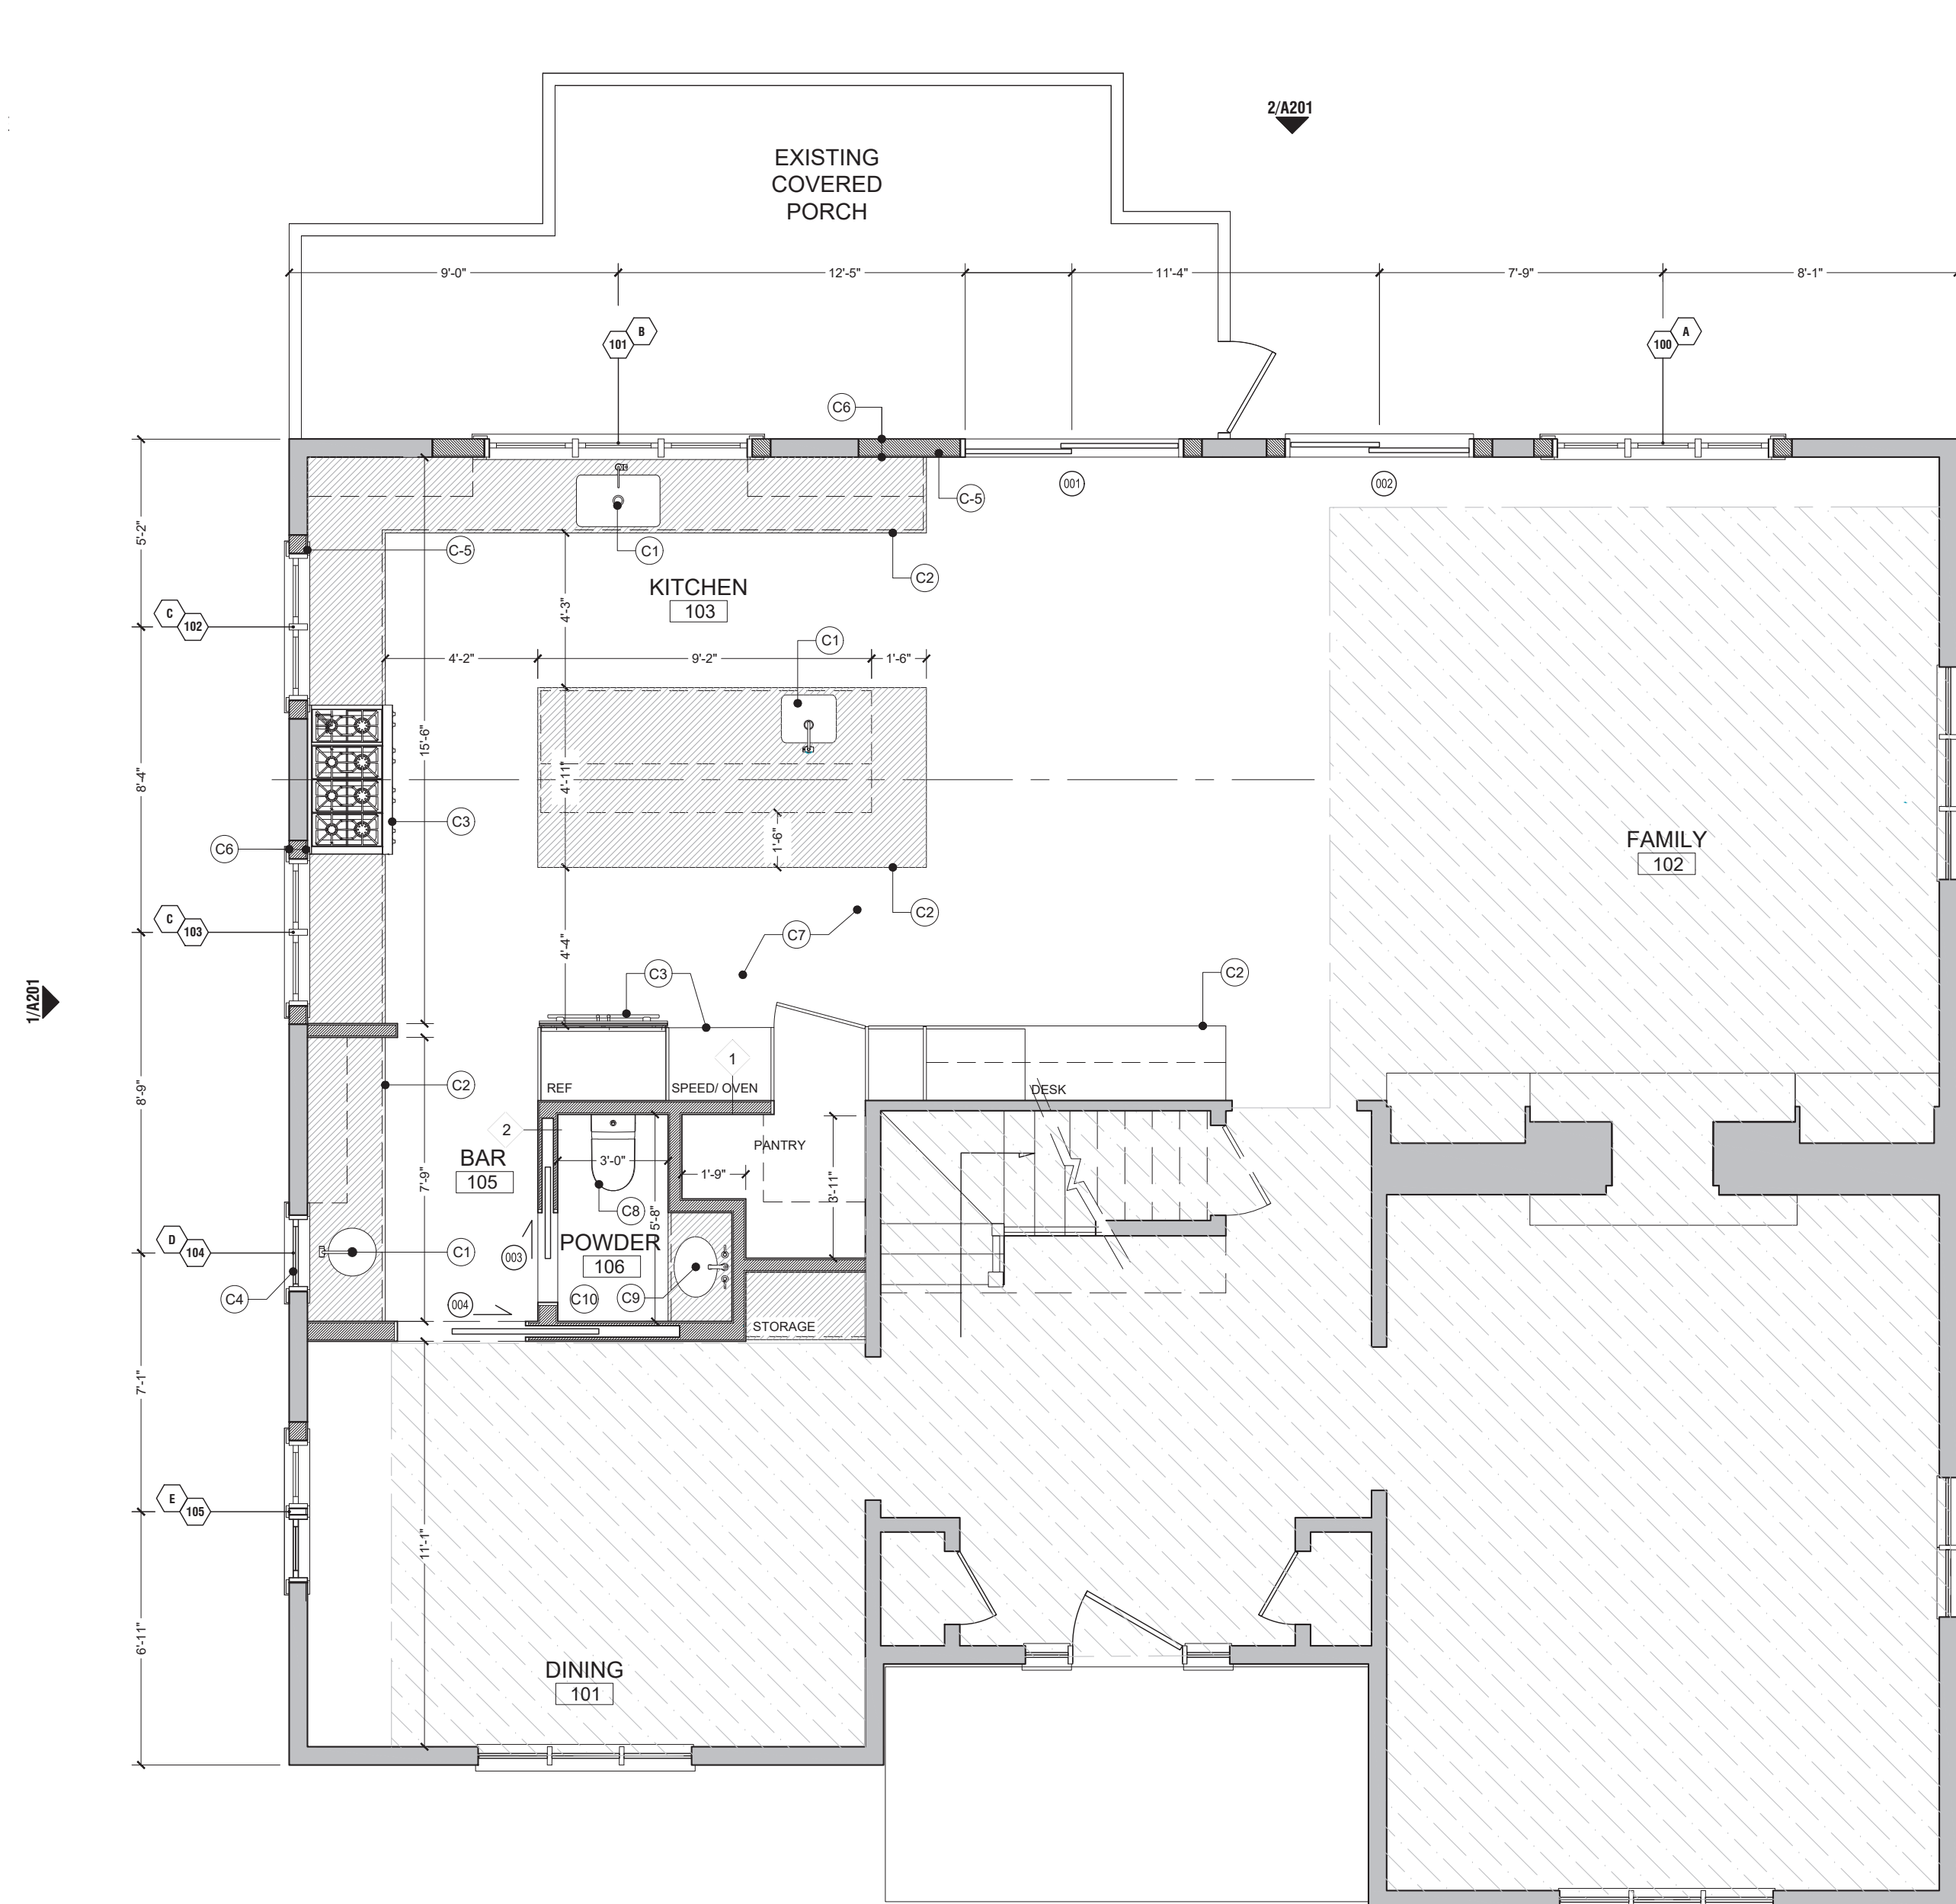 2/A201
EXISTING
COVERED
PORCH
9'-0"
12'-5"
11'-4"
7'-9"
8'-1"
B
101
A
100
C6
001
002
C-5
5'-2"
C-5
C1
C2
KITCHEN
103
4'-3"
C
102
C1
4'-2"
9'-2"
1'-6"
15'-6"
8'-4"
4'-11"
C3
1'-6"
C6
FAMILY
102
C2
C
103
C7
4'-4"
C3
C2
1/A201
1
REF
SPEED/ OVEN
DESK
C2
8'-9"
2
PANTRY
BAR
105
3'-0"
1'-9"
7'-9"
3'-11"
C8
5'-8"
D
104
C1
003
POWDER
106
C4
004
C10
C9
STORAGE
7'-1"
E
105
11'-1"
6'-11"
DINING
101